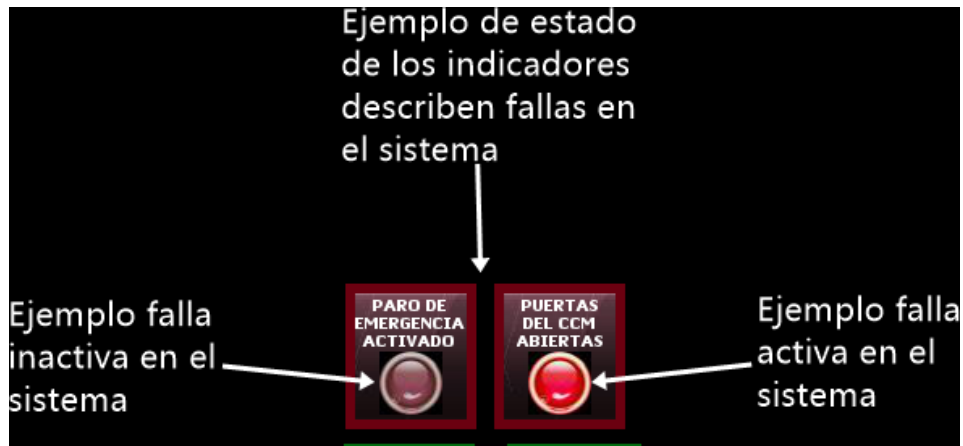 Ejemplo de estado
de los indicadores
describen fallas en
el sistema
PARO DE
EMERGENCIA
ACTIVADO
PUERTAS
DEL CCM
ABIERTAS
Ejemplo falla
inactiva en el
sistema
Ejemplo falla
activa en el
sistema